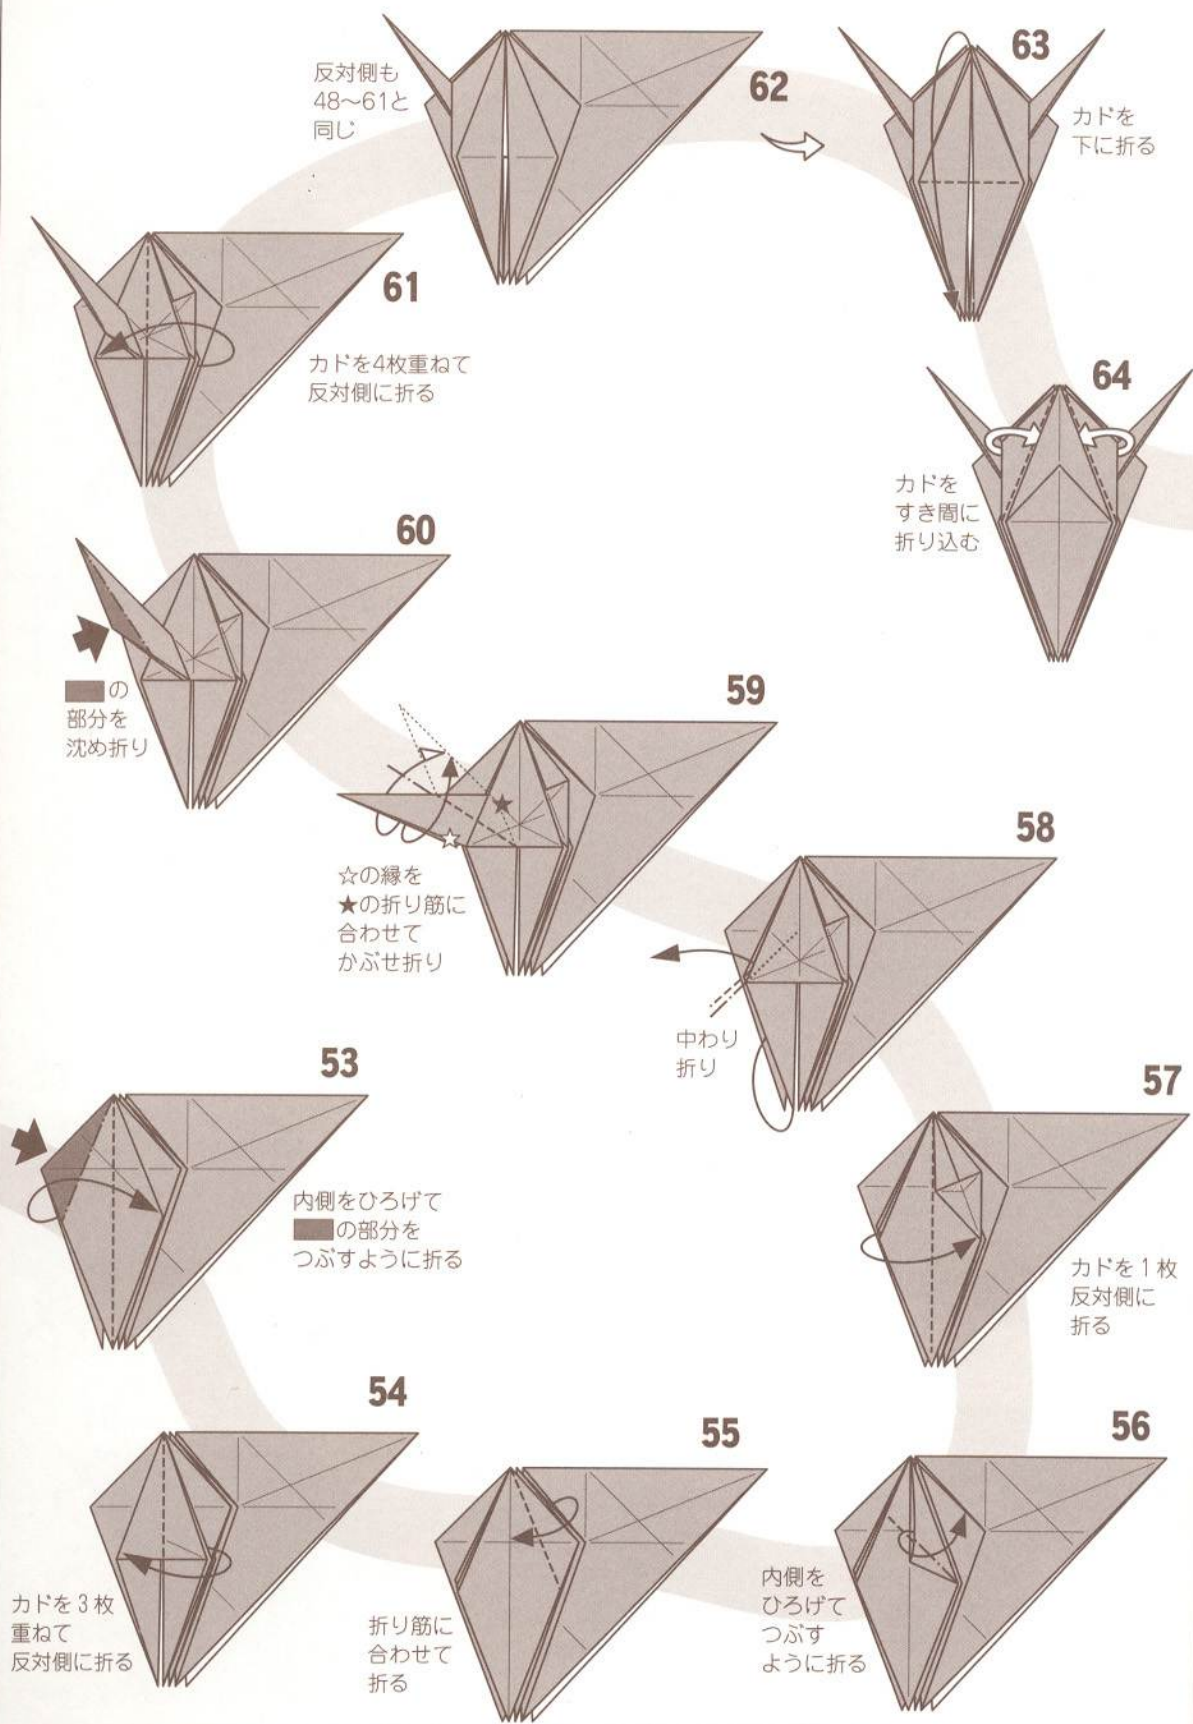 53
内側をひろげて
の部分を
つぶすように折る
54
カドを3枚
重ねて
反対側に折る
55
折り筋に
合わせて
折る
56
内側を
ひろげて
つぶす
ように折る
57
カドを1枚
反対側に
折る
58
中わり
折り
59
☆の縁を
★の折り筋に
合わせて
かぶせ折り
60
の
部分を
沈め折り
61
カドを4枚重ねて
反対側に折る
62
反対側も
48〜61と
同じ
63
カドを
下に折る
64
カドを
すき間に
折り込む